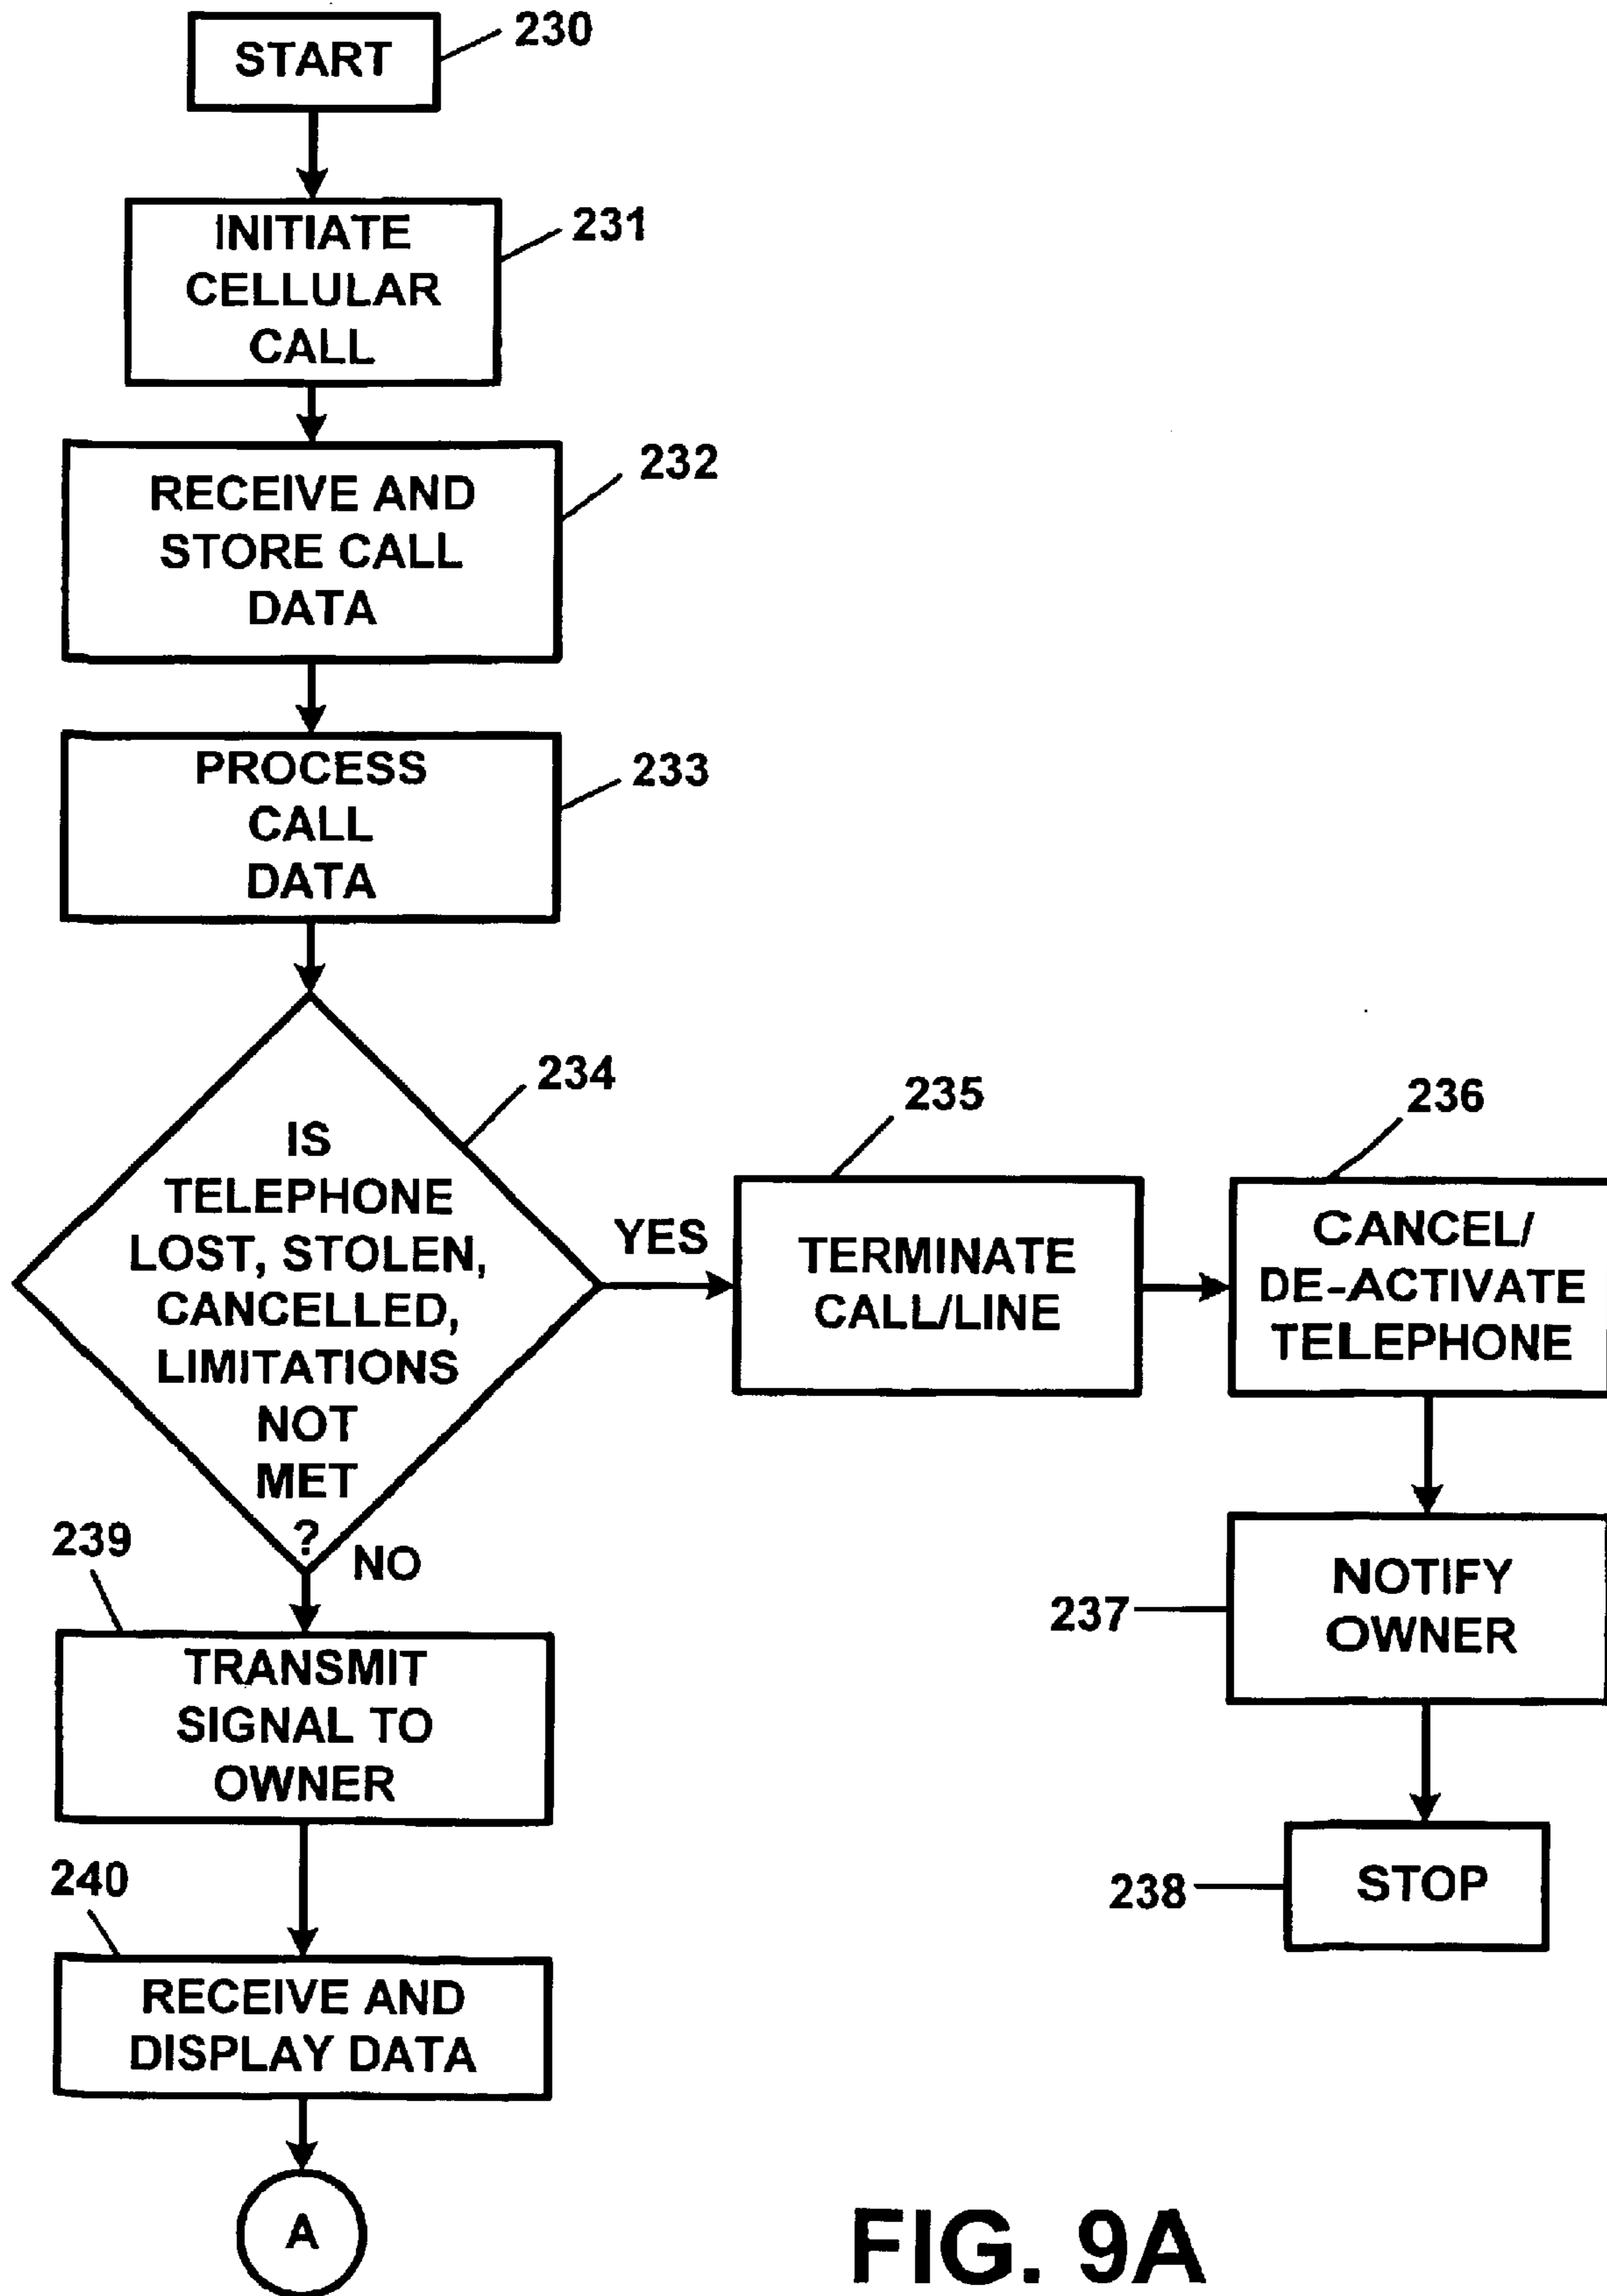 START
230
INITIATE
CELLULAR
CALL
231
RECEIVE AND
STORE CALL
DATA
232
PROCESS
CALL
DATA
233
IS
TELEPHONE
LOST, STOLEN,
CANCELLED,
LIMITATIONS
NOT
MET
?
234
YES
TERMINATE
CALL/LINE
235
CANCEL/
DE-ACTIVATE
TELEPHONE
236
NOTIFY
OWNER
237
STOP
238
NO
239
TRANSMIT
SIGNAL TO
OWNER
240
RECEIVE AND
DISPLAY DATA
A
FIG. 9A